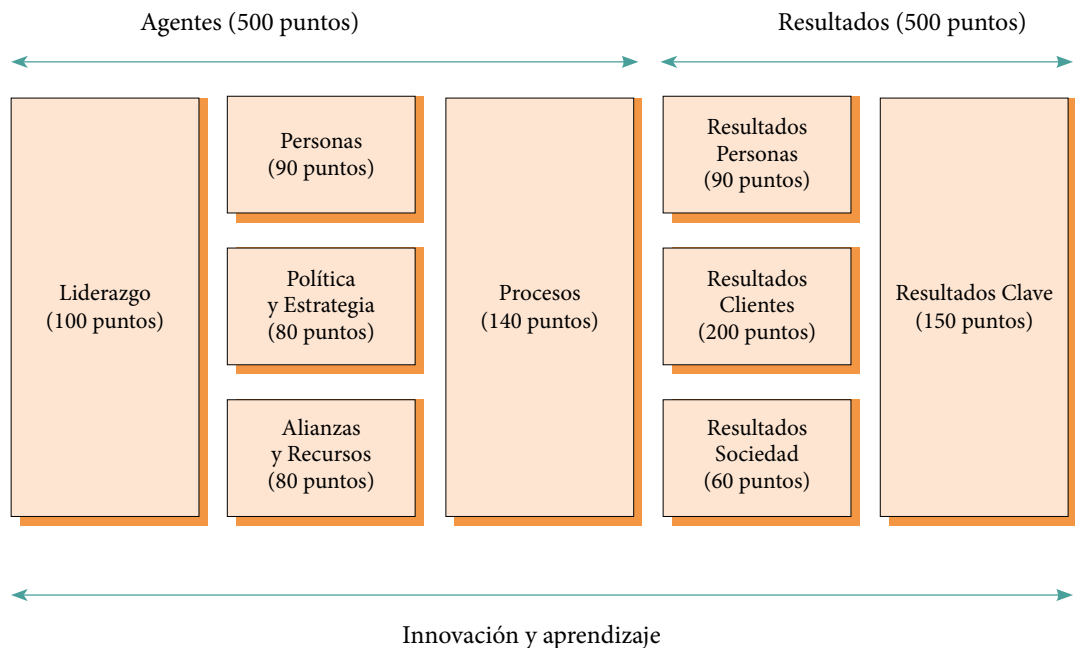 Agentes (500 puntos)
Resultados (500 puntos)
Liderazgo
(100 puntos)
Personas
(90 puntos)
Política
y Estrategia
(80 puntos)
Alianzas
y Recursos
(80 puntos)
Procesos
(140 puntos)
Resultados
Personas
(90 puntos)
Resultados
Clientes
(200 puntos)
Resultados
Sociedad
(60 puntos)
Resultados Clave
(150 puntos)
Innovación y aprendizaje